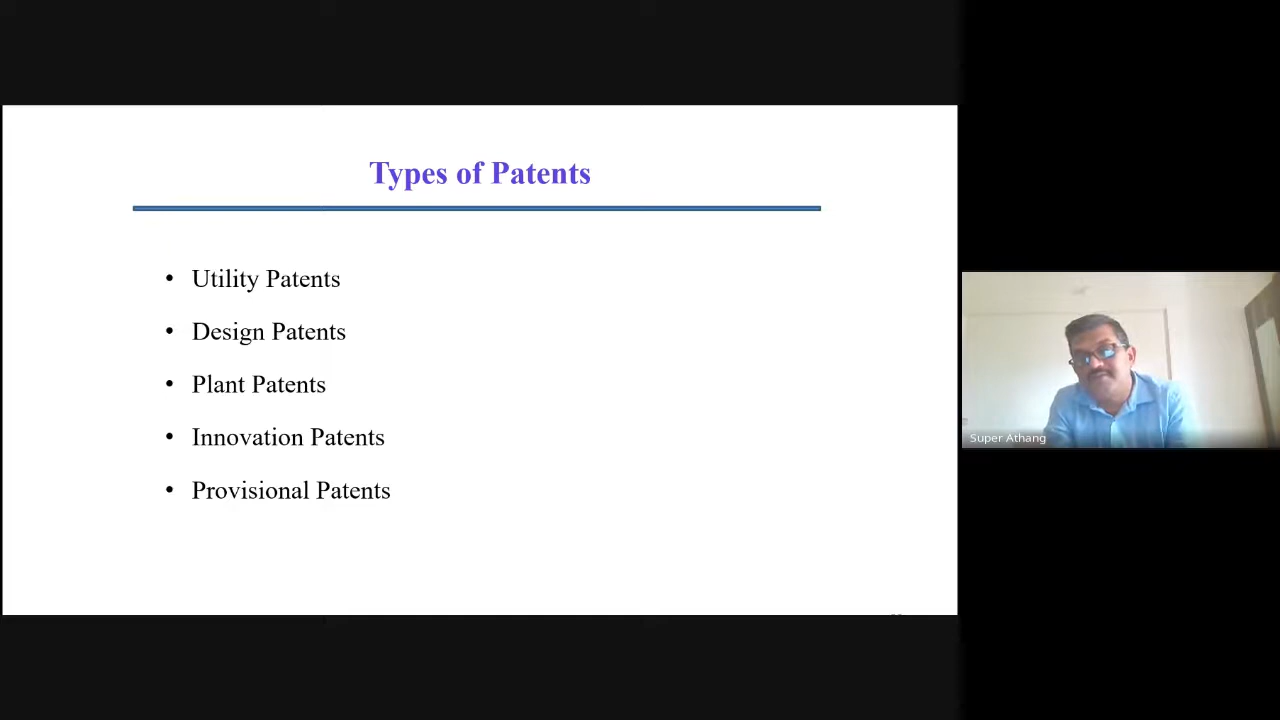 Types of Patents
• Utility Patents
• Design Patents
• Plant Patents
• Innovation Patents
• Provisional Patents
Super Athang